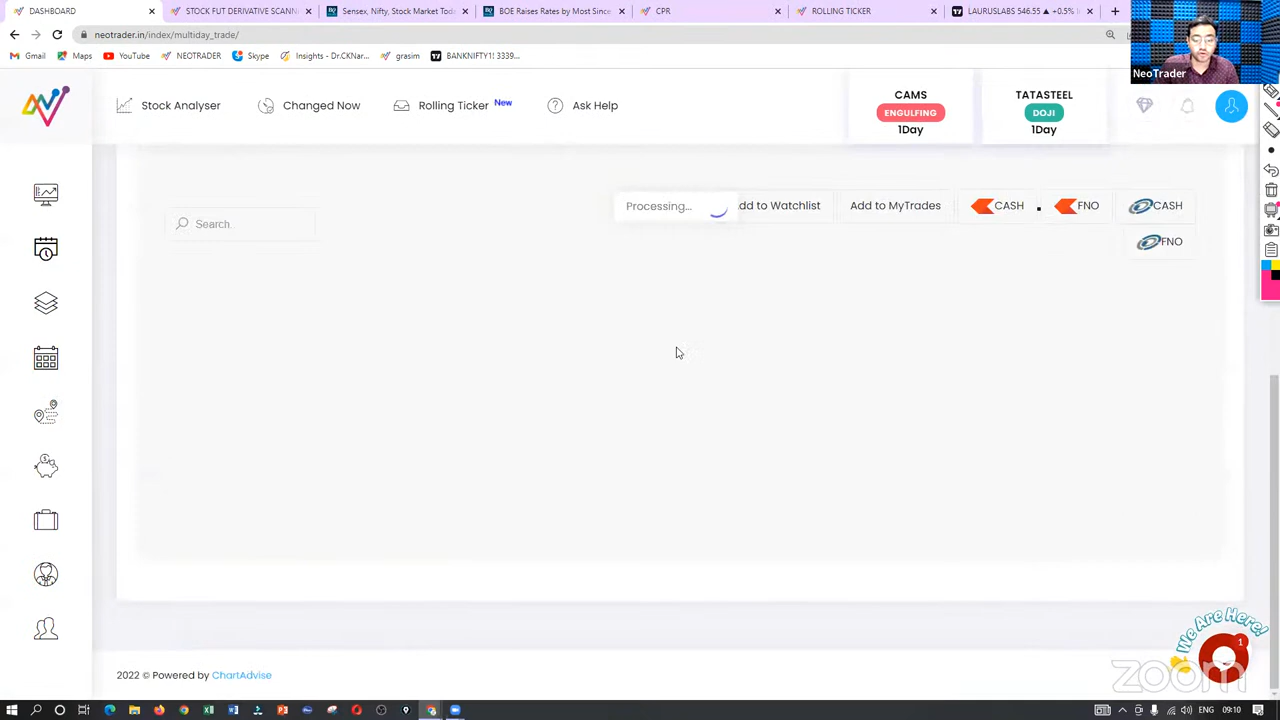 DASHBOARD
STOCK FUT DERIVATIVE SCANN
Sensex, Nifty, Stock Market Toda
BOE Raises Rates by Most Since
CPR
ROLLING TICKER
LAURUSLABS 546.55 ▲ +0.5%
neotrader.in/index/multiday_trade/
Gmail
Maps
YouTube
NEOTRADER
Skype
Insights - Dr.CKNar...
grasim
BANKNIFTY11:3339...
NeoTrader
Stock Analyser
Changed Now
Rolling Ticker New
Ask Help
CAMS
ENGULFING
1Day
TATASTEEL
DOJI
1Day
Search
Processing...
dd to Watchlist
Add to MyTrades
CASH
FNO
CASH
FNO
We Are Here!
1
2022 © Powered by ChartAdvise
zoom
ENG
09:10